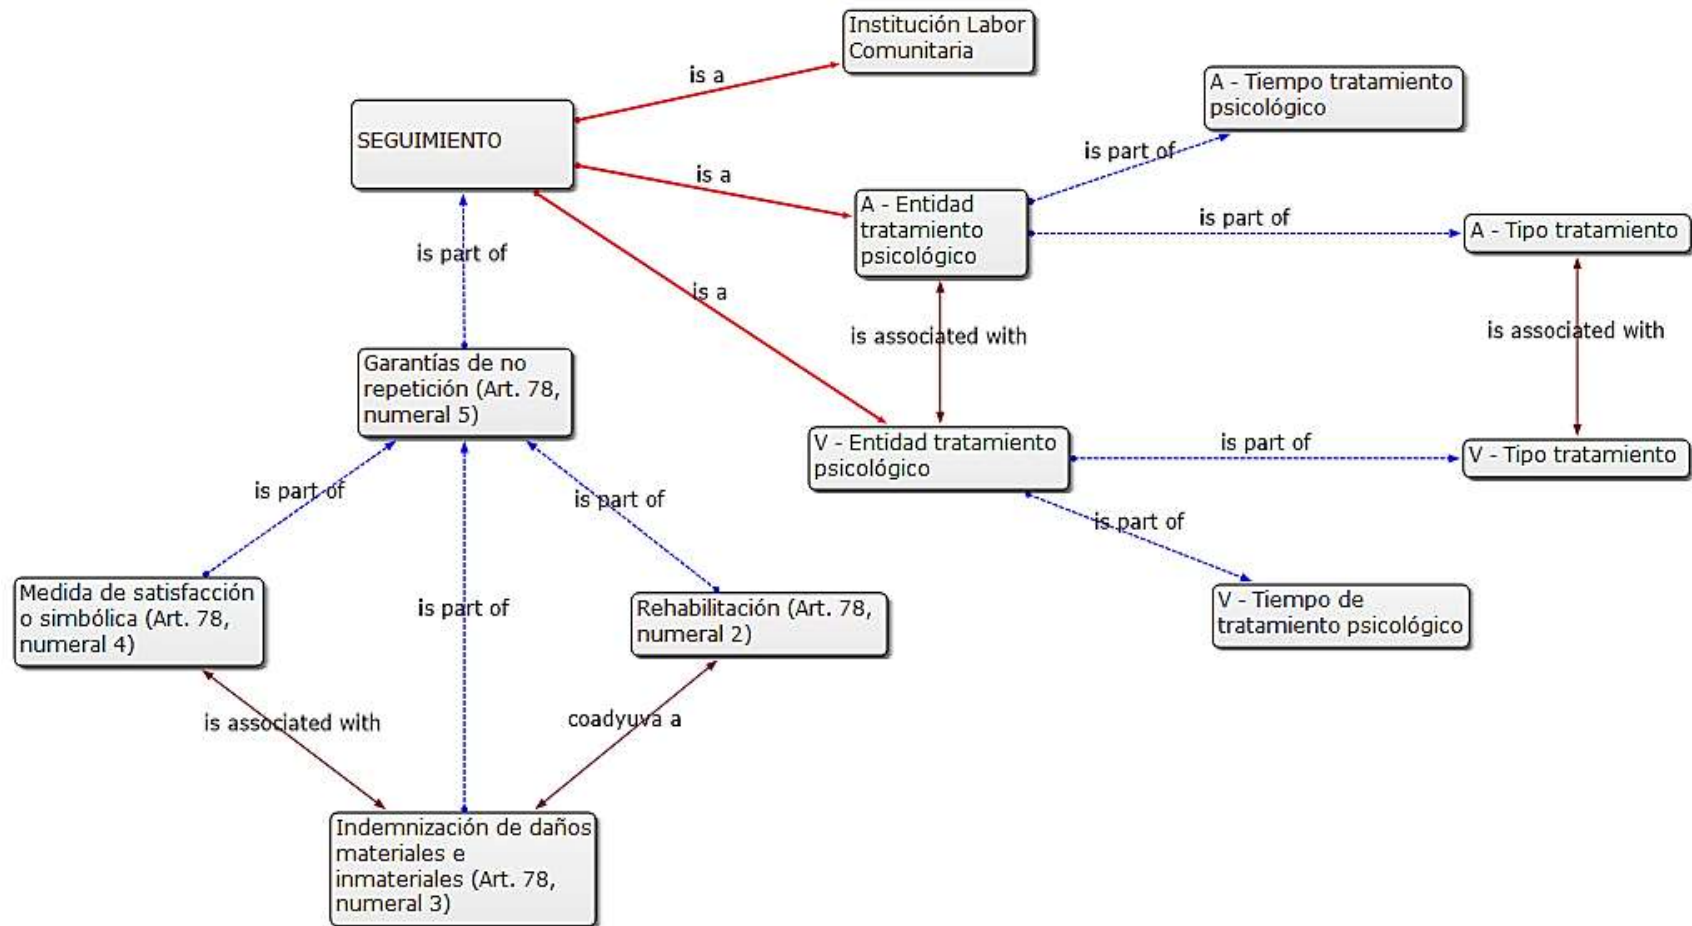 Institución Labor
Comunitaria
is a
A - Tiempo tratamiento
psicológico
SEGUIMIENTO
is part of
is a
A - Entidad
tratamiento
psicológico
is part of
A - Tipo tratamiento
is part of
is a
is associated with
is associated with
Garantías de no
repetición (Art. 78,
numeral 5)
V - Entidad tratamiento
psicológico
is part of
V - Tipo tratamiento
is part of
is part of
is part of
Medida de satisfacción
o simbólica (Art. 78,
numeral 4)
is part of
Rehabilitación (Art. 78,
numeral 2)
V - Tiempo de
tratamiento psicológico
is associated with
coadyuva a
Indemnización de daños
materiales e
inmateriales (Art. 78,
numeral 3)